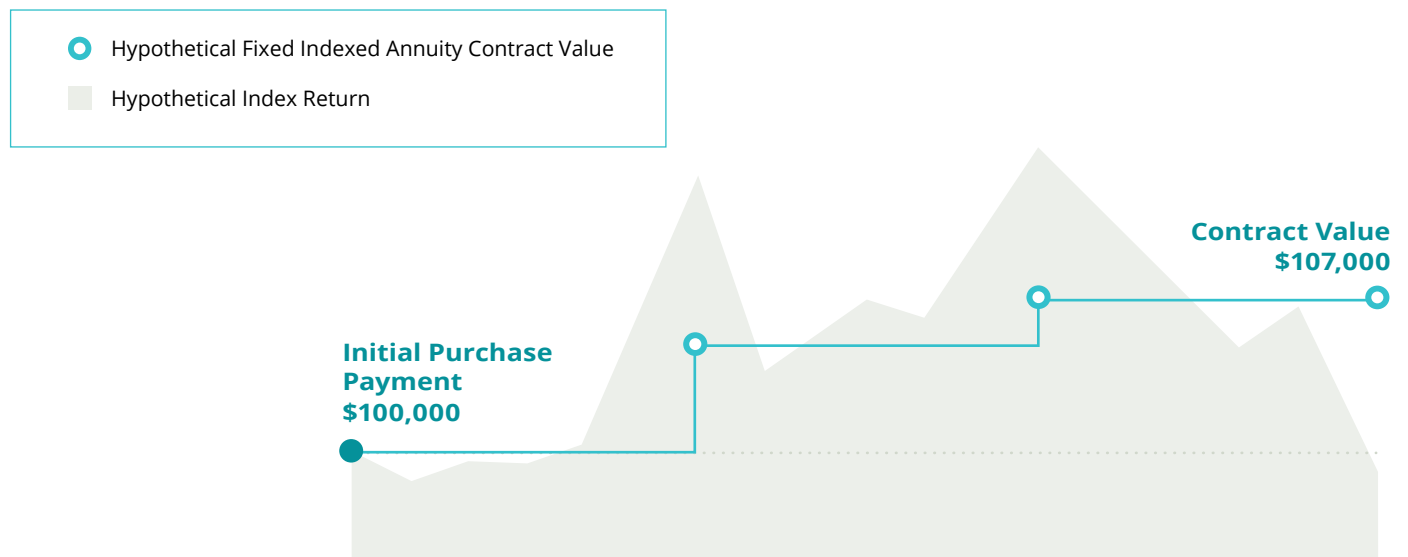 Hypothetical Fixed Indexed Annuity Contract Value
Hypothetical Index Return
Contract Value
$107,000
Initial Purchase
Payment
$100,000